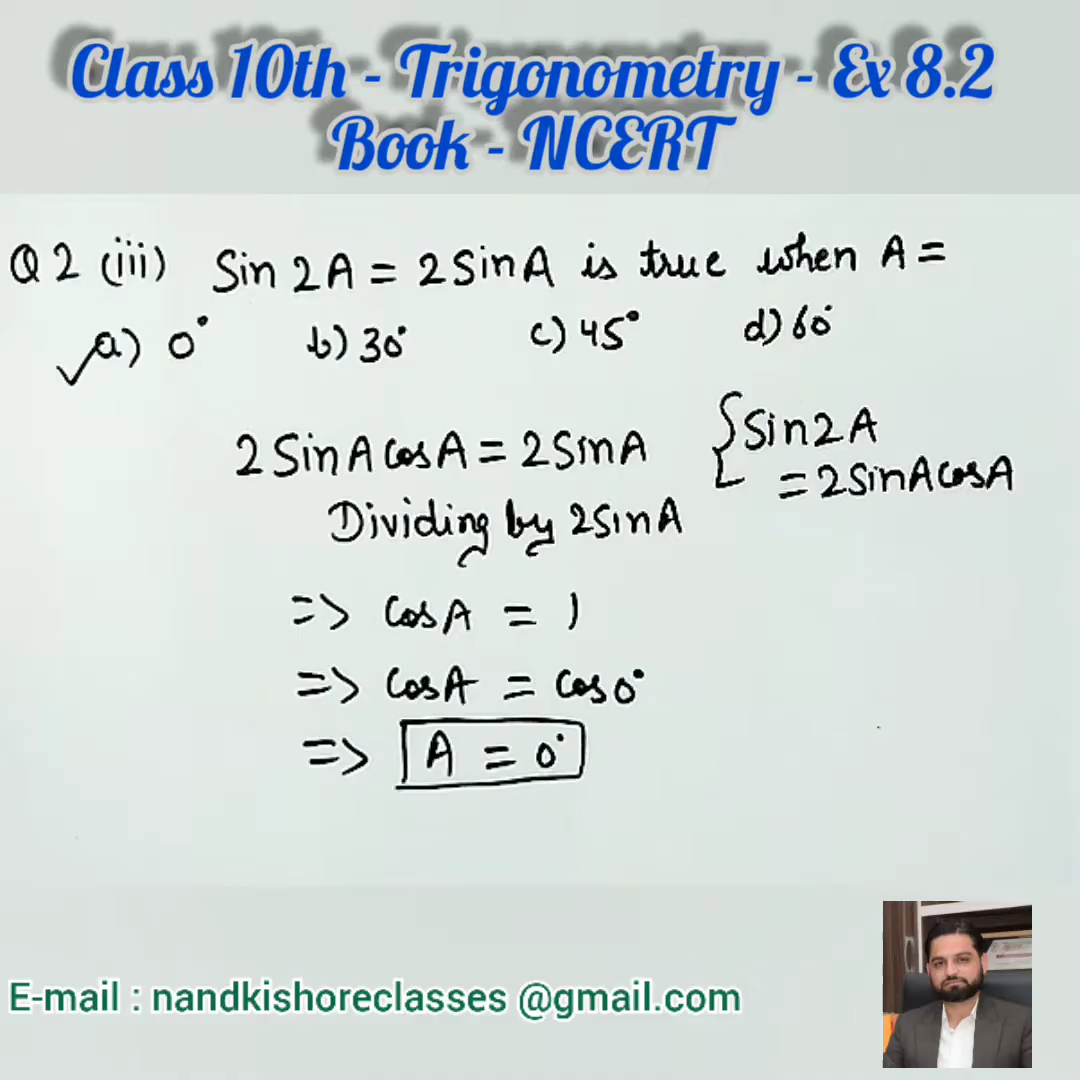 Class 10th - Trigonometry - Ex 8.2
Book - NCERT
Q 2 (iii) Sin 2A = 2 Sin A is true when A =
✓a) 0° b) 30° c) 45° d) 60°
2 Sin A cos A = 2 Sin A { Sin 2A
= 2 Sin A cos A
Dividing by 2 Sin A
=> cos A = 1
=> cos A = cos 0°
=> A = 0°
E-mail : nandkishoreclasses @gmail.com